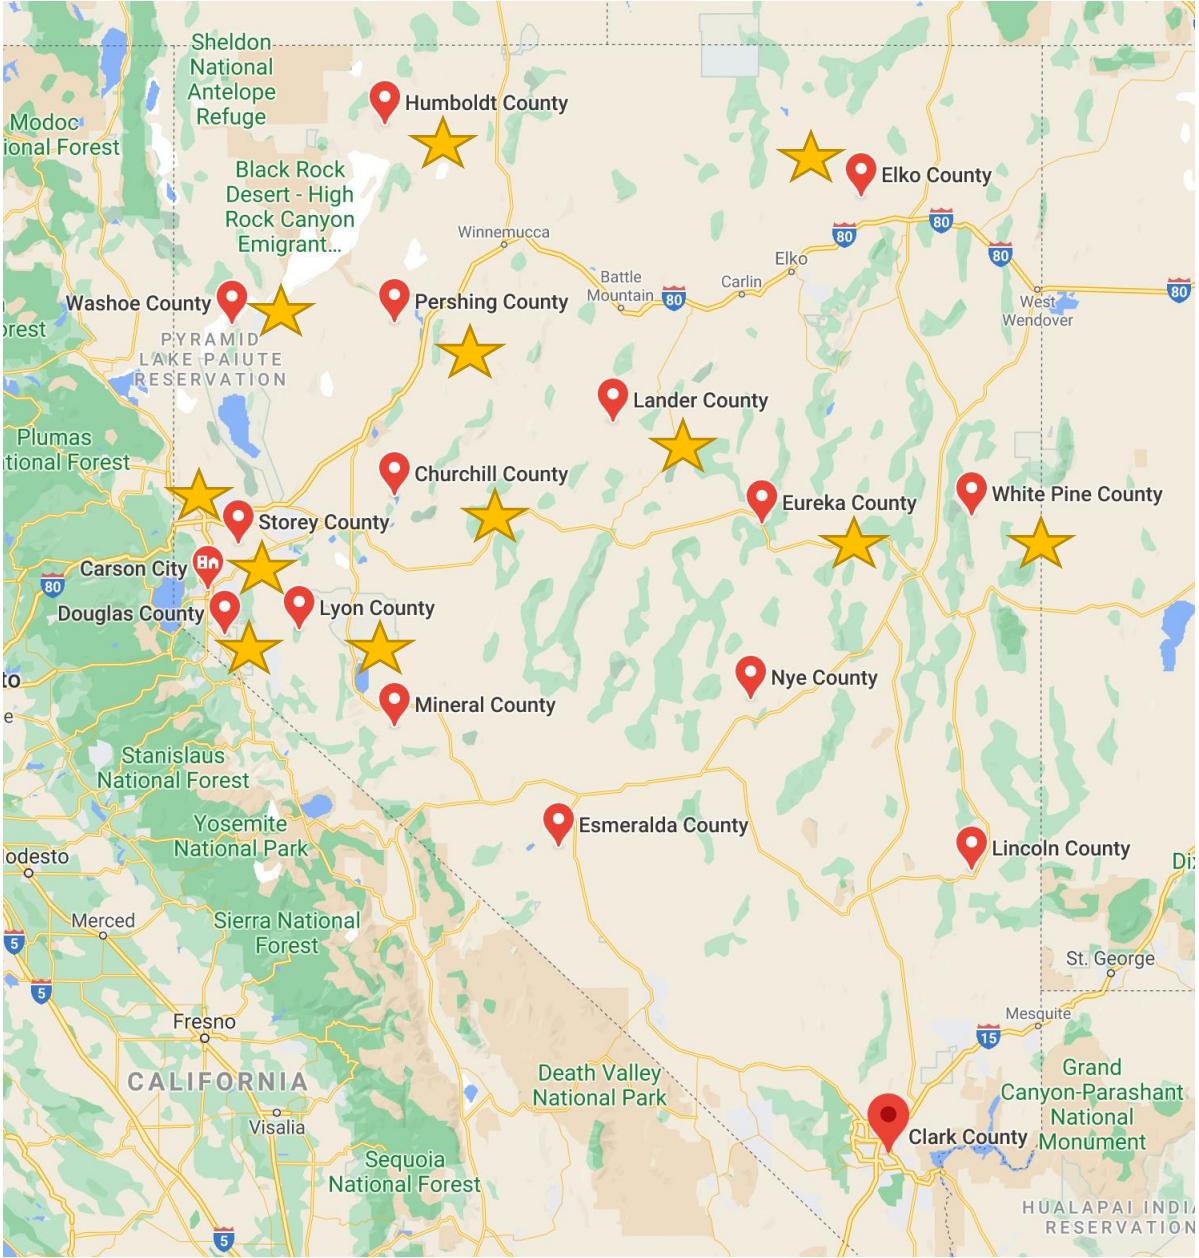 Sheldon
National
Antelope
Refuge
Humboldt County
Modoc
ional Forest
Black Rock
Desert - High
Rock Canyon
Emigrant...
Elko County
80
80
80
Winnemucca
Elko
Battle
Mountain
80
Carlin
80
West
Wendover
Washoe County
Pershing County
orest
PYRAMID
LAKE PAIUTE
RESERVATION
Lander County
Plumas
tional Forest
Churchill County
Eureka County
White Pine County
Storey County
Carson City
80
Douglas County
Lyon County
to
Nye County
e
Mineral County
Stanislaus
National Forest
Yosemite
National Park
Esmeralda County
Lincoln County
odesto
Dix
Merced
Sierra National
Forest
5
St. George
5
Mesquite
Fresno
15
CALIFORNIA
Death Valley
National Park
Grand
Canyon-Parashant
National
Monument
Visalia
Clark County
Sequoia
National Forest
HUALAPAI INDIA
RESERVATION
5